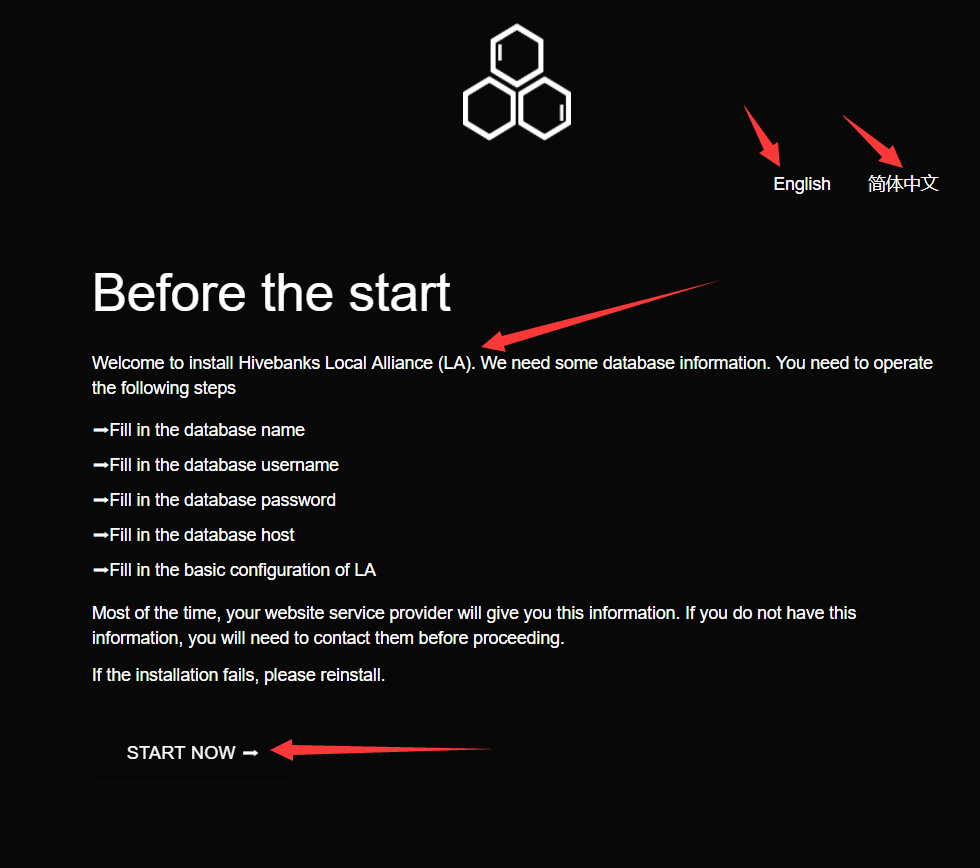 English 简体中文
Before the start
Welcome to install Hivebanks Local Alliance (LA). We need some database information. You need to operate
the following steps
➞Fill in the database name
➞Fill in the database username
➞Fill in the database password
➞Fill in the database host
➞Fill in the basic configuration of LA
Most of the time, your website service provider will give you this information. If you do not have this
information, you will need to contact them before proceeding.
If the installation fails, please reinstall.
START NOW ➞